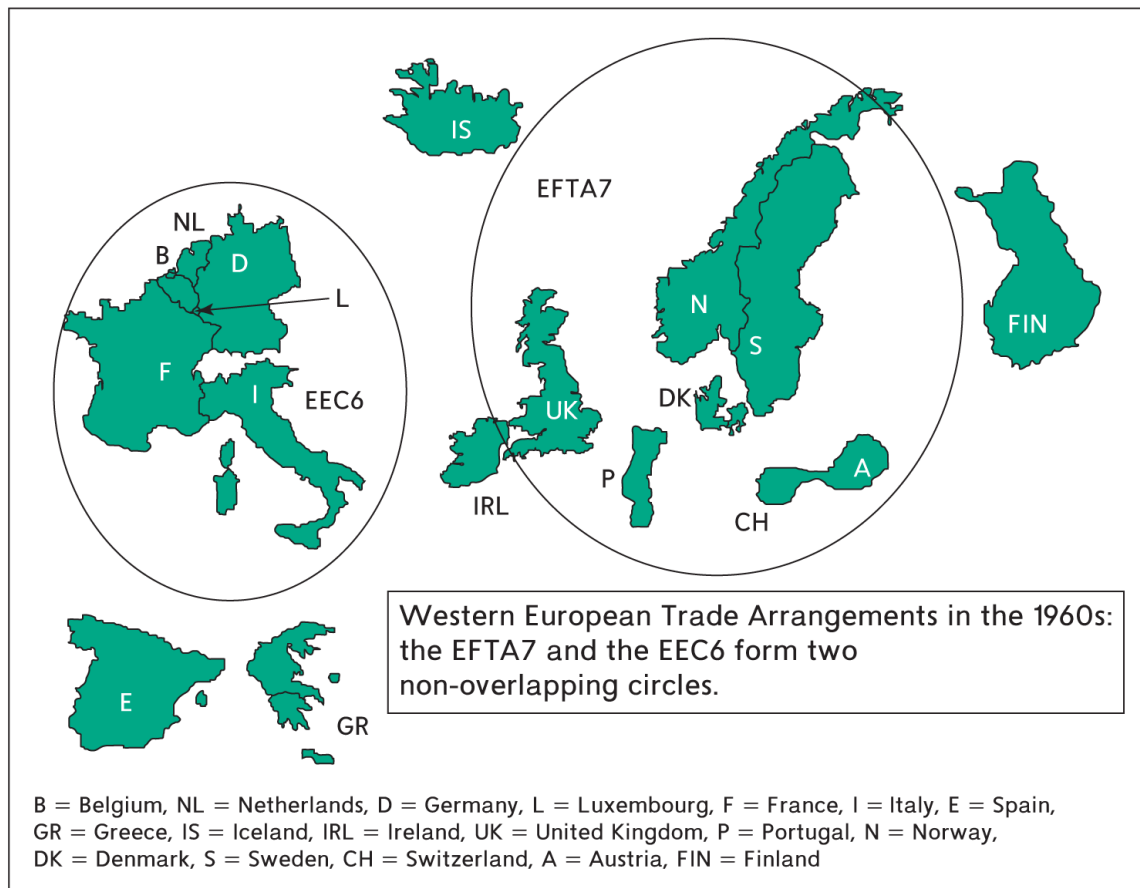 IS
EFTA7
NL
B
D
L
N
FIN
F
S
I
EEC6
DK
UK
P
A
IRL
CH
Western European Trade Arrangements in the 1960s:
the EFTA7 and the EEC6 form two
non-overlapping circles.
E
GR
B = Belgium, NL = Netherlands, D = Germany, L = Luxembourg, F = France, I = Italy, E = Spain,
GR = Greece, IS = Iceland, IRL = Ireland, UK = United Kingdom, P = Portugal, N = Norway,
DK = Denmark, S = Sweden, CH = Switzerland, A = Austria, FIN = Finland